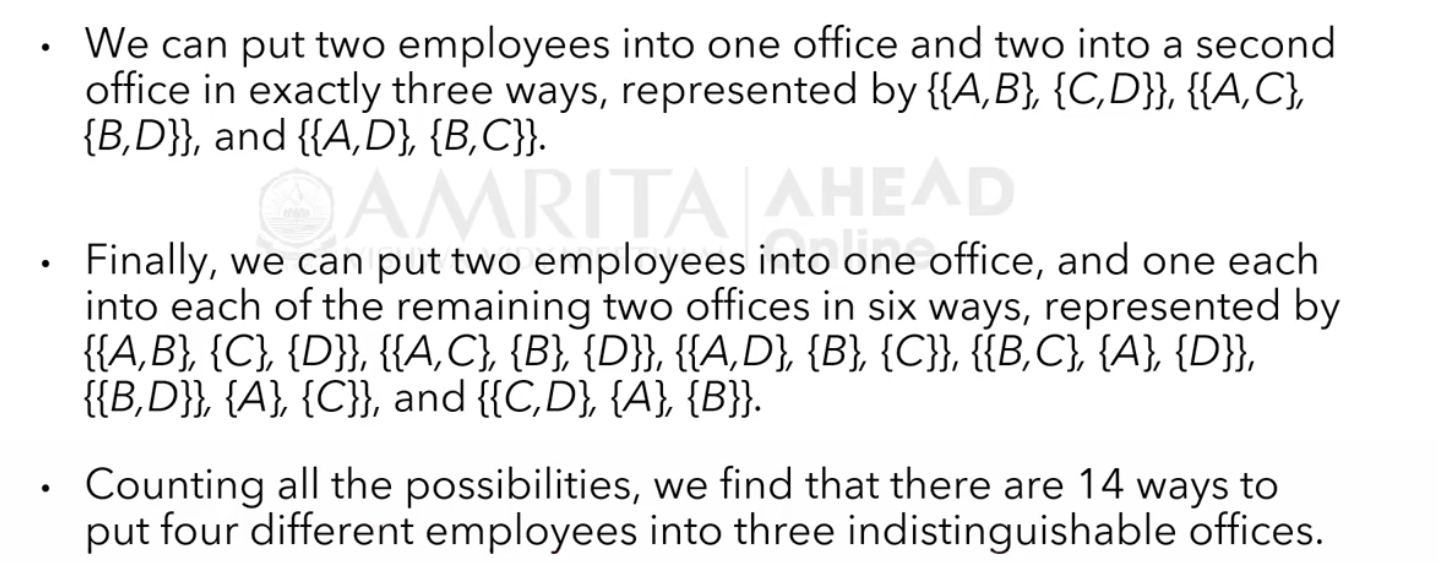 • We can put two employees into one office and two into a second
office in exactly three ways, represented by {{A,B}, {C,D}}, {{A,C},
{B,D}}, and {{A,D}, {B,C}}.
AMRITA AHEAD
VISHWA VIDYAPEETHAM Online
• Finally, we can put two employees into one office, and one each
into each of the remaining two offices in six ways, represented by
{{A,B}, {C}, {D}}, {{A,C}, {B}, {D}}, {{A,D}, {B}, {C}}, {{B,C}, {A}, {D}},
{{B,D}}, {A}, {C}}, and {{C,D}, {A}, {B}}.
• Counting all the possibilities, we find that there are 14 ways to
put four different employees into three indistinguishable offices.